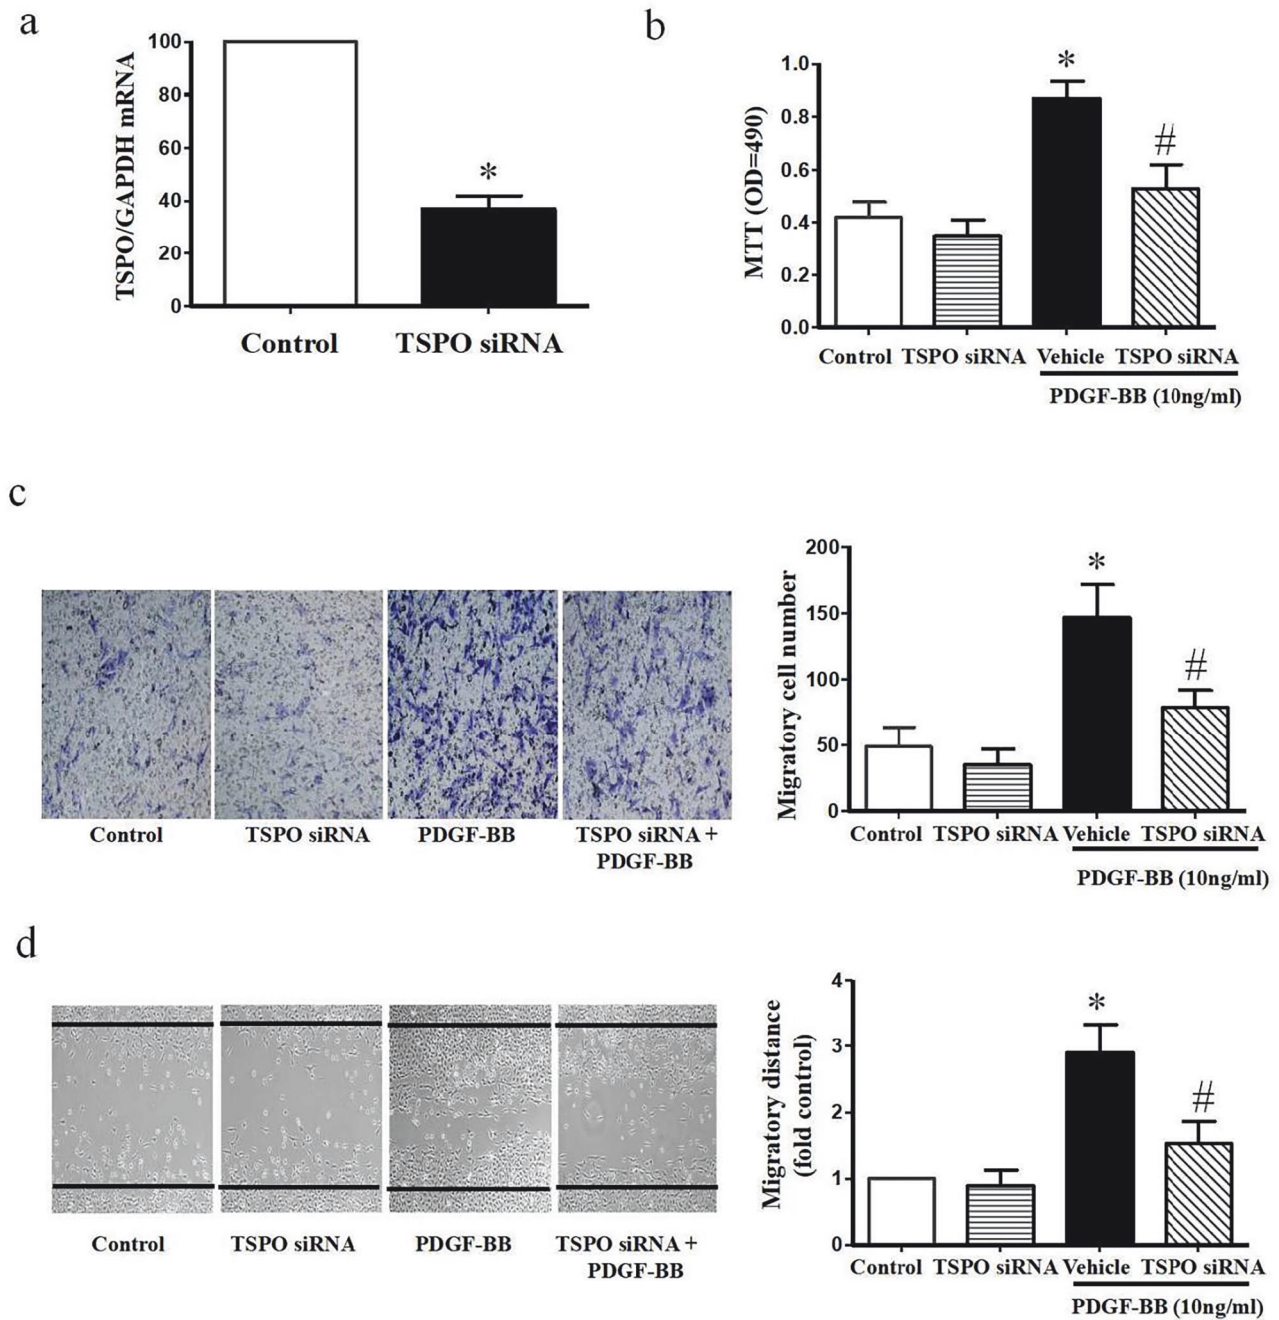 a
TSPO/GAPDH mRNA
100
80
60
40
20
0
*
Control TSPO siRNA
b
MTT (OD=490)
1.0
0.8
0.6
0.4
0.2
0.0
*
#
Control TSPO siRNA Vehicle TSPO siRNA
PDGF-BB (10ng/ml)
c
Control TSPO siRNA PDGF-BB TSPO siRNA +
PDGF-BB
Migratory cell number
200
150
100
50
0
*
#
Control TSPO siRNA Vehicle TSPO siRNA
PDGF-BB (10ng/ml)
d
Control TSPO siRNA PDGF-BB TSPO siRNA +
PDGF-BB
Migratory distance
(fold control)
4
3
2
1
0
*
#
Control TSPO siRNA Vehicle TSPO siRNA
PDGF-BB (10ng/ml)